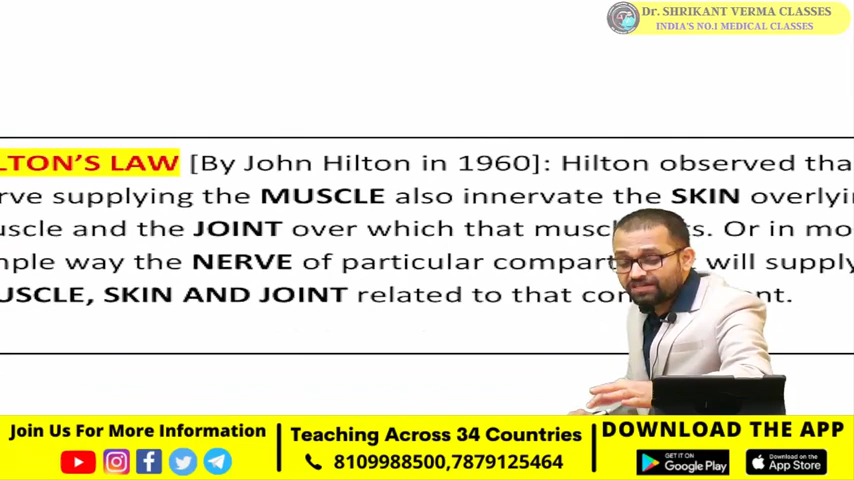 Dr. SHRIKANT VERMA CLASSES
INDIA'S NO.1 MEDICAL CLASSES
LTON'S LAW [By John Hilton in 1960]: Hilton observed tha
rve supplying the MUSCLE also innervate the SKIN overlyin
uscle and the JOINT over which that musc s. Or in mo
mple way the NERVE of particular compart will supply
USCLE, SKIN AND JOINT related to that com ent.
Join Us For More Information
Teaching Across 34 Countries
8109988500,7879125464
DOWNLOAD THE APP
GET IT ON
Google Play
Download on the
App Store